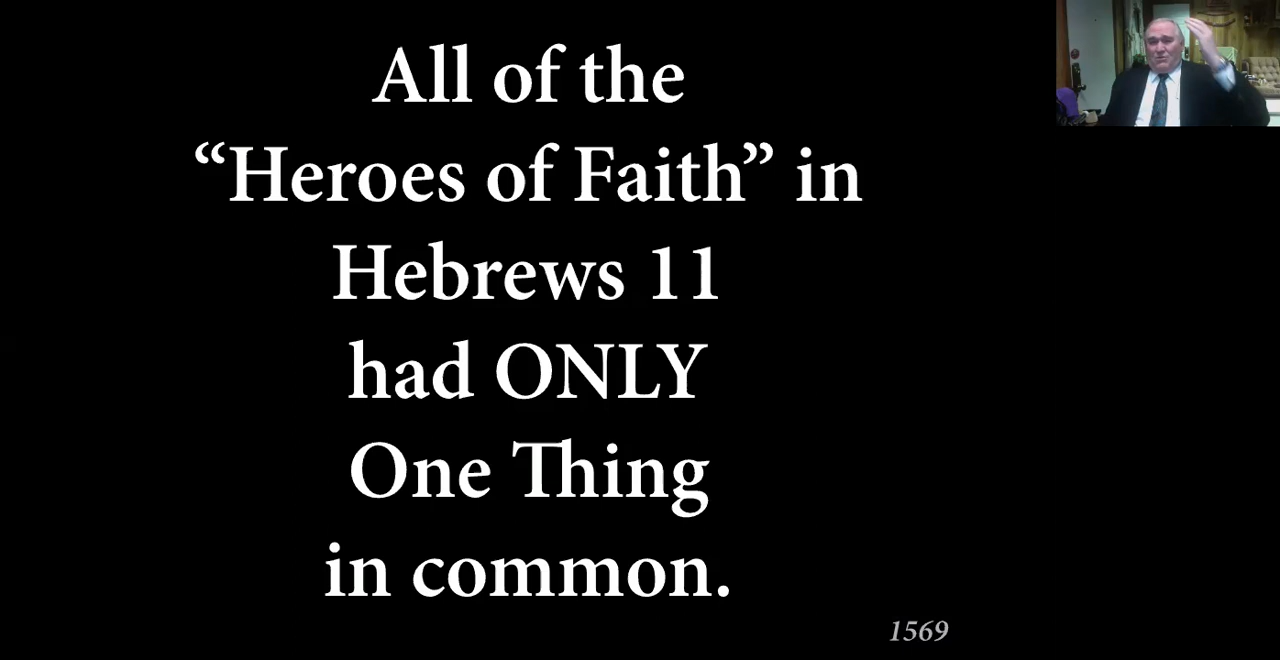 All of the
“Heroes of Faith” in
Hebrews 11
had ONLY
One Thing
in common.
1569